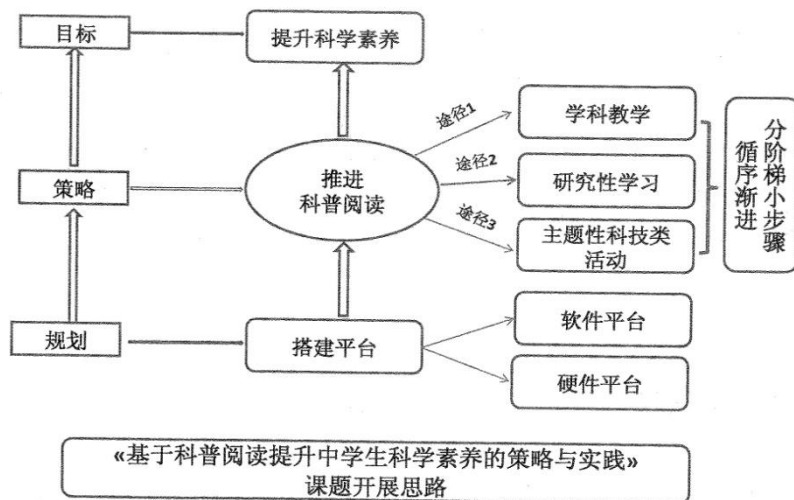 目标
提升科学素养
途径1
学科教学
途径2
研究性学习
途径3
主题性科技类
活动
分阶梯小步骤
循序渐进
策略
推进
科普阅读
规划
搭建平台
软件平台
硬件平台
«基于科普阅读提升中学生科学素养的策略与实践»
课题开展思路